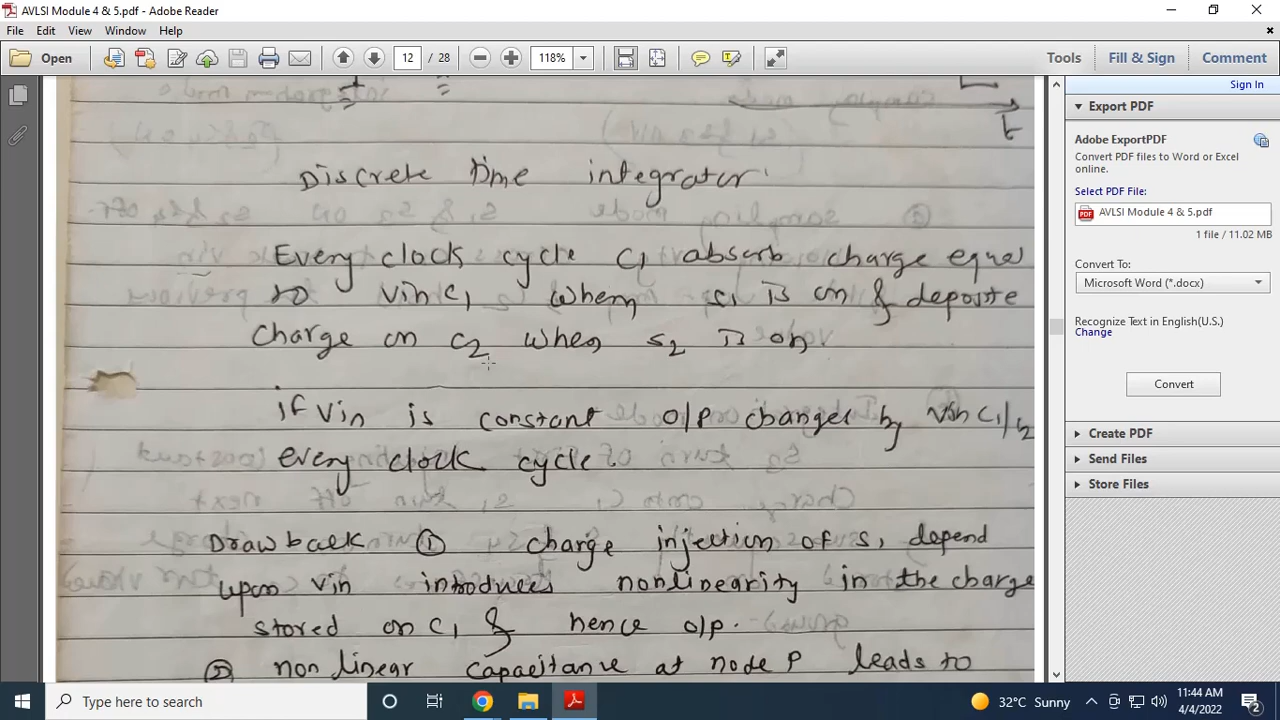 AVLSI Module 4 & 5.pdf - Adobe Reader
File Edit View Window Help
Open 12 / 28 118% Tools Fill & Sign Comment
Sign In
t
Discrete time integrator
Every clock cycle C1 absorb charge equal
to Vin C1 when S1 is on & deposite
charge on C2 when S2 is on
if Vin is constant O/P changes by Vin C1/C2
every clock cycle.
Drawback ① charge injection of S1 depend
upon Vin introduces nonlinearity in the charge
stored on C1 & hence O/P.
② non linear capacitance at node P leads to
Export PDF
Adobe ExportPDF
Convert PDF files to Word or Excel
online.
Select PDF File:
AVLSI Module 4 & 5.pdf
1 file / 11.02 MB
Convert To:
Microsoft Word (*.docx)
Recognize Text in English(U.S.)
Change
Convert
Create PDF
Send Files
Store Files
Type here to search
32°C Sunny
11:44 AM
4/4/2022
2